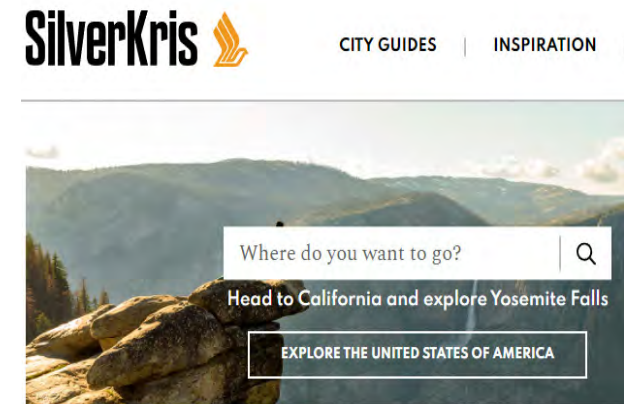 SilverKris
CITY GUIDES | INSPIRATION
Where do you want to go?
Head to California and explore Yosemite Falls
EXPLORE THE UNITED STATES OF AMERICA